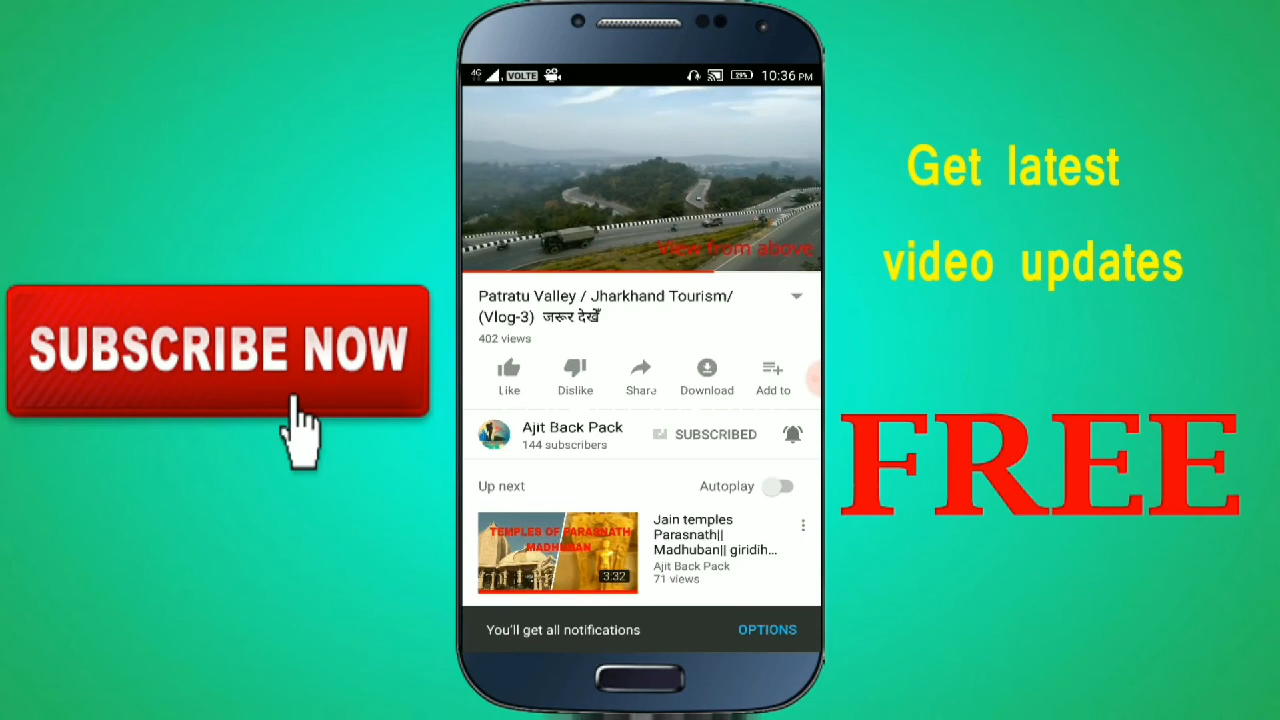 SUBSCRIBE NOW
4G VOLTE 29% 10:36 PM
View from above
Patratu Valley / Jharkhand Tourism/
(Vlog-3) जरूर देखेँ
402 views
Like Dislike Share Download Add to
Ajit Back Pack
144 subscribers
SUBSCRIBED
Up next
Autoplay
TEMPLES OF PARASNATH
MADHUBAN
3:32
Jain temples
Parasnath||
Madhuban|| giridih...
Ajit Back Pack
71 views
You'll get all notifications
OPTIONS
Get latest
video updates
FREE